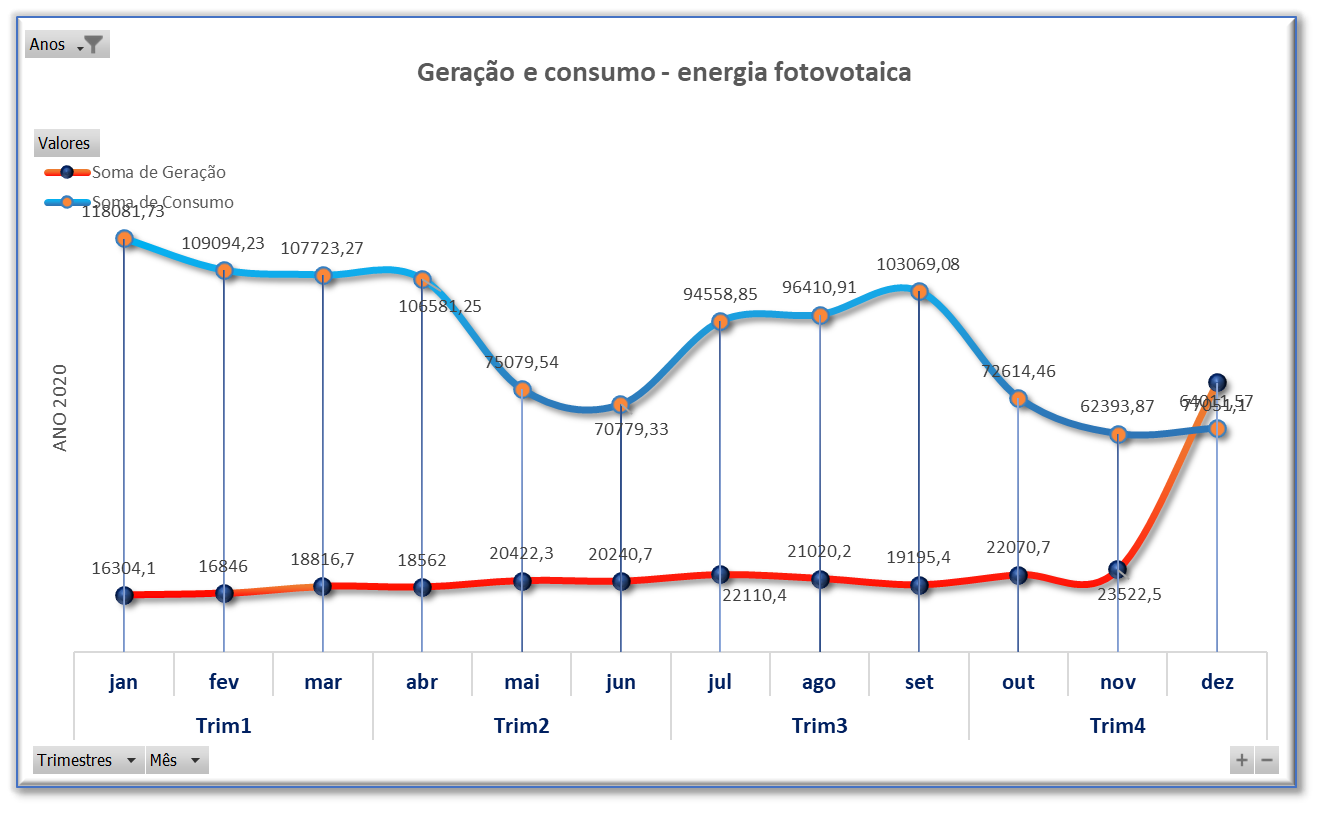 Anos
Geração e consumo - energia fotovotaica
Valores
Soma de Geração
Soma de Consumo
118081,73
109094,23
107723,27
106581,25
75079,54
70779,33
94558,85
96410,91
103069,08
72614,46
62393,87
64011,57
77051,1
ANO 2020
16304,1
16846
18816,7
18562
20422,3
20240,7
22110,4
21020,2
19195,4
22070,7
23522,5
jan fev mar abr mai jun jul ago set out nov dez
Trim1 Trim2 Trim3 Trim4
Trimestres Mês
+ −